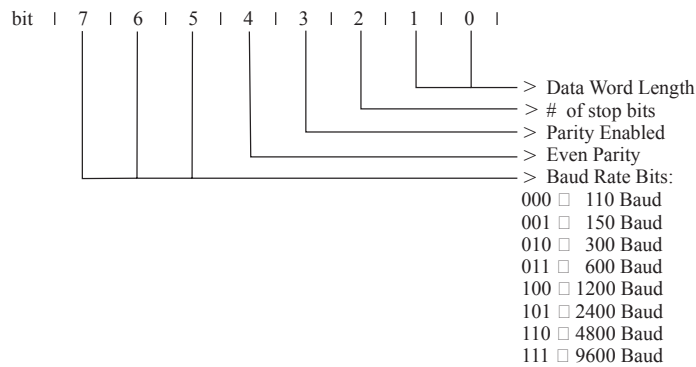 bit | 7 | 6 | 5 | 4 | 3 | 2 | 1 | 0 |
> Data Word Length
> # of stop bits
> Parity Enabled
> Even Parity
> Baud Rate Bits:
000 □ 110 Baud
001 □ 150 Baud
010 □ 300 Baud
011 □ 600 Baud
100 □ 1200 Baud
101 □ 2400 Baud
110 □ 4800 Baud
111 □ 9600 Baud